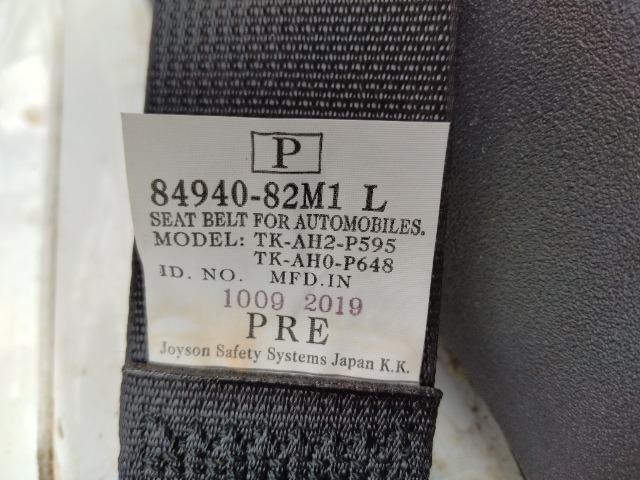 P
84940-82M1 L
SEAT BELT FOR AUTOMOBILES.
MODEL: TK-AH2-P595
TK-AH0-P648
ID. NO. MFD.IN
1009 2019
PRE
Joyson Safety Systems Japan K.K.